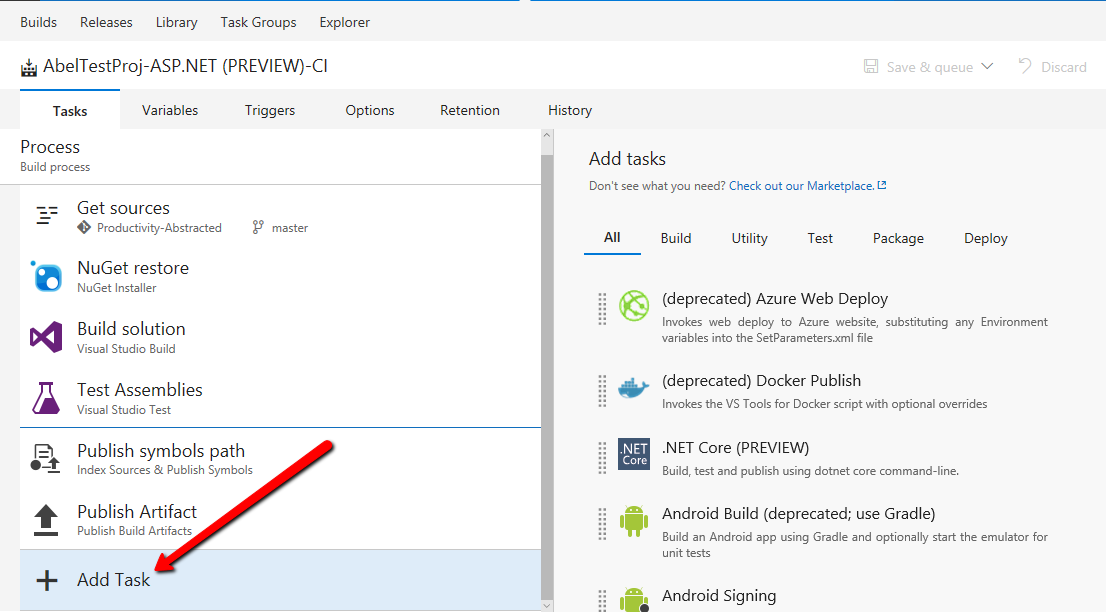 Builds Releases Library Task Groups Explorer
AbelTestProj-ASP.NET (PREVIEW)-CI
Save & queue Discard
Tasks Variables Triggers Options Retention History
Process
Build process
Get sources
Productivity-Abstracted master
NuGet restore
NuGet Installer
Build solution
Visual Studio Build
Test Assemblies
Visual Studio Test
Publish symbols path
Index Sources & Publish Symbols
Publish Artifact
Publish Build Artifacts
Add Task
Add tasks
Don't see what you need? Check out our Marketplace.
All Build Utility Test Package Deploy
(deprecated) Azure Web Deploy
Invokes web deploy to Azure website, substituting any Environment
variables into the SetParameters.xml file
(deprecated) Docker Publish
Invokes the VS Tools for Docker script with optional overrides
.NET
Core
.NET Core (PREVIEW)
Build, test and publish using dotnet core command-line.
Android Build (deprecated; use Gradle)
Build an Android app using Gradle and optionally start the emulator for
unit tests
Android Signing